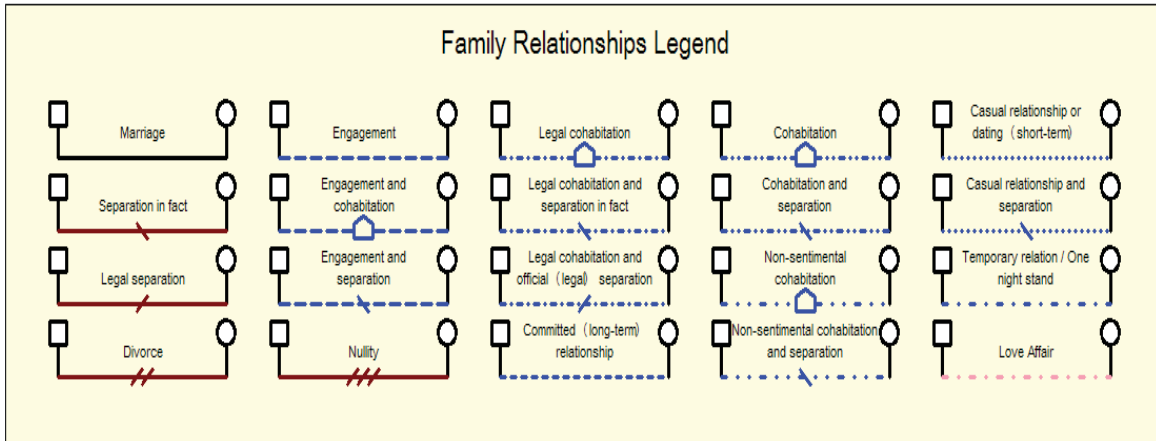 Family Relationships Legend
Marriage
Engagement
Legal cohabitation
Cohabitation
Casual relationship or
dating (short-term)
Separation in fact
Engagement and
cohabitation
Legal cohabitation and
separation in fact
Cohabitation and
separation
Casual relationship and
separation
Legal separation
Engagement and
separation
Legal cohabitation and
official (legal) separation
Non-sentimental
cohabitation
Temporary relation / One
night stand
Divorce
Nullity
Committed (long-term)
relationship
Non-sentimental cohabitation
and separation
Love Affair